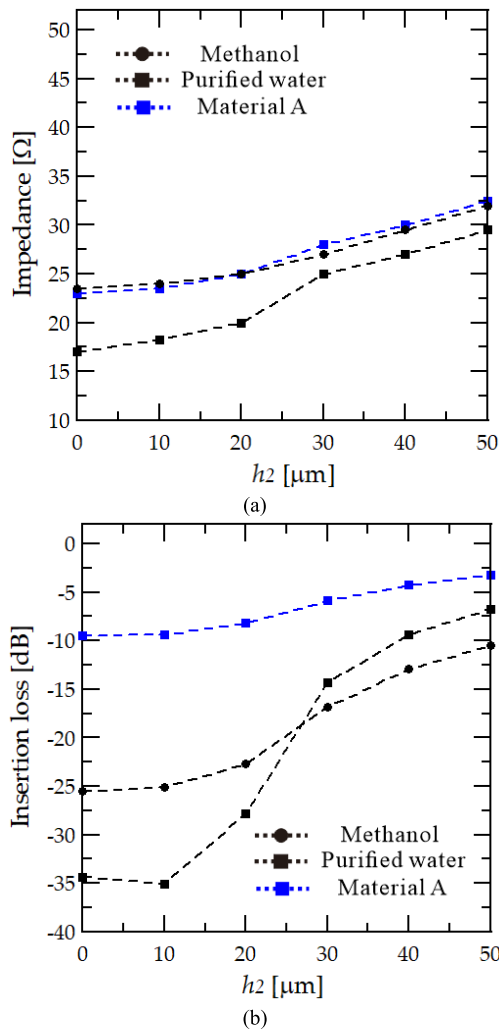 50
45
40
35
30
25
20
15
10
Impedance [Ω]
Methanol
Purified water
Material A
0 10 20 30 40 50
h2 [μm]
(a)
0
-5
-10
-15
-20
-25
-30
-35
-40
Insertion loss [dB]
Methanol
Purified water
Material A
0 10 20 30 40 50
h2 [μm]
(b)